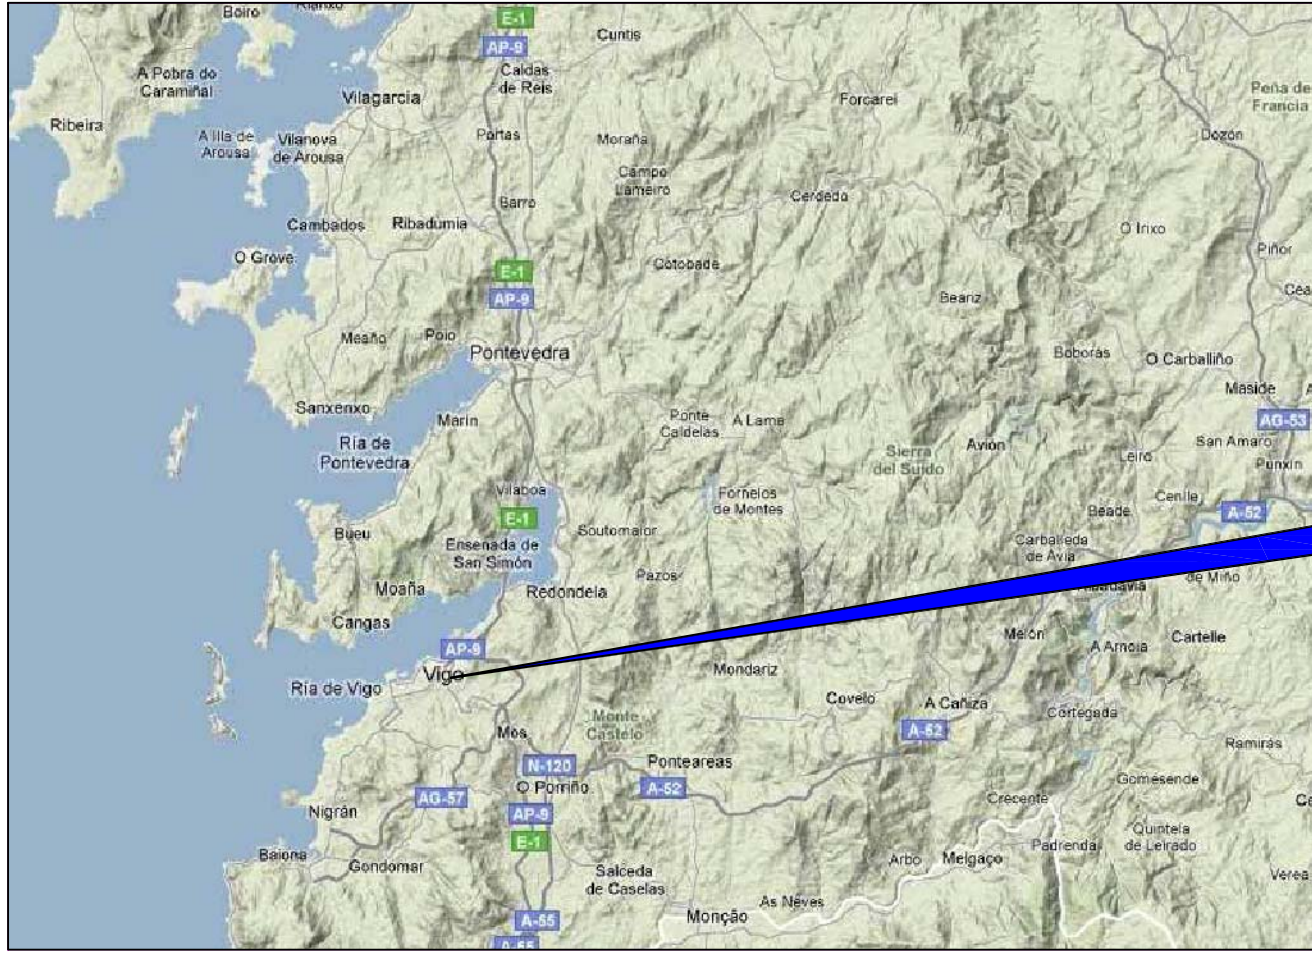 Rianxo
Boiro
E-1
AP-9
Cuntis
Caldas
de Reis
A Pobra do
Caramiñal
Vilagarcia
Forcarei
Peña de
Francia
Ribeira
A Illa de
Arousa
Vilanova
de Arousa
Portas
Moraña
Dozón
Campo
Lameiro
Cerdedo
Barro
Cambados
Ribadumia
O Irixo
O Grove
Piñor
E-1
Cotobade
AP-9
Beariz
Cea
Meaño
Poio
Pontevedra
Boborás
O Carballiño
Maside
Sanxenxo
Marín
Ponte
Caldelas
A Lama
AG-53
Ría de
Pontevedra
Sierra
del Suido
Avión
San Amaro
Leiro
Punxín
Vilaboa
Fornelos
de Montes
Cenlle
Beade
A-52
E-1
Bueu
Soutomaior
Ensenada de
San Simón
Carballeda
de Avia
Pazos
de Miño
Moaña
Redondela
Cangas
Melón
A Arnoia
Cartelle
AP-9
Vigo
Mondariz
Ría de Vigo
Covelo
A Cañiza
Cortegada
Monte
Castelo
A-52
Mos
Ramirás
N-120
Ponteareas
O Porriño
A-52
Gomesende
AG-57
Crecente
Nigrán
AP-9
E-1
Quintela
de Leirado
Padrenda
Baiona
Gondomar
Arbo
Melgaço
Salceda
de Caselas
Verea
As Neves
Monção
A-55
A-55